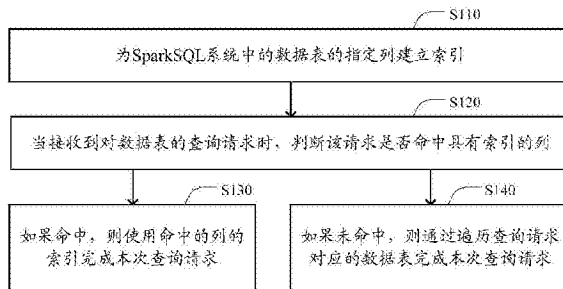 S110
为SparkSQL系统中的数据表的指定列建立索引
S120
当接收到对数据表的查询请求时，判断该请求是否命中具有索引的列
S130
如果命中，则使用命中的列的
索引完成本次查询请求
S140
如果未命中，则通过遍历查询请求
对应的数据表完成本次查询请求